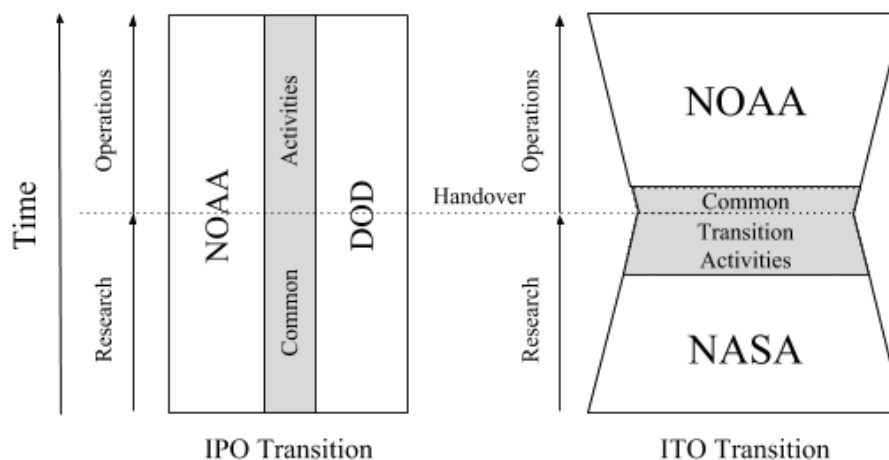 Time
Operations
Research
NOAA
Common
Activities
DOD
IPO Transition
Handover
Operations
Research
NOAA
Common
Transition
Activities
NASA
ITO Transition